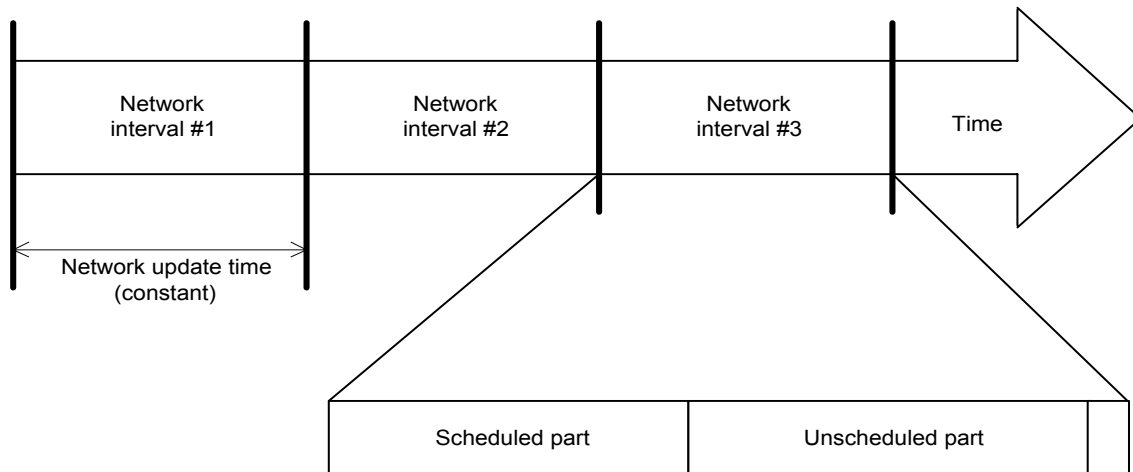 Network
interval #1
Network
interval #2
Network
interval #3
Time
Network update time
(constant)
Scheduled part
Unscheduled part